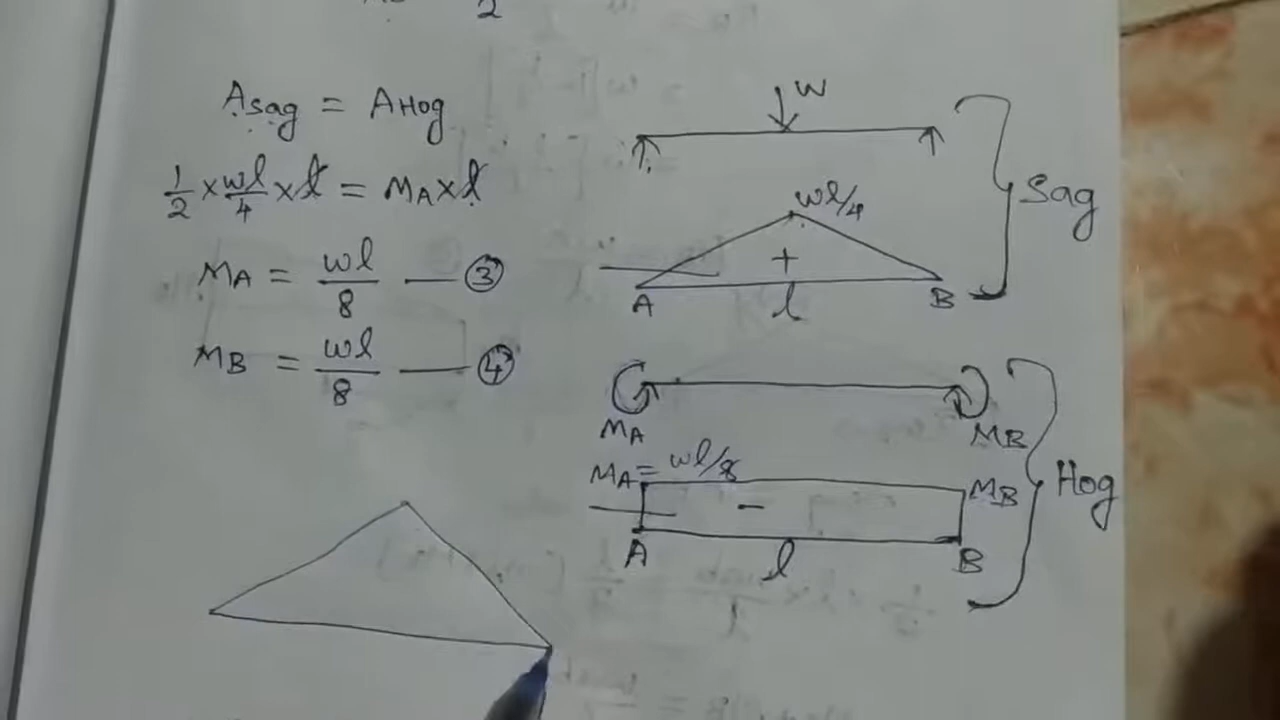 2
Asag = AHog
1/2 × wl/4 × l = MA × l
MA = wl/8 — ③
MB = wl/8 — ④
W
wl/4
+
A l B
Sag
MA MB
MA = wl/8 MB
-
A l B
Hog